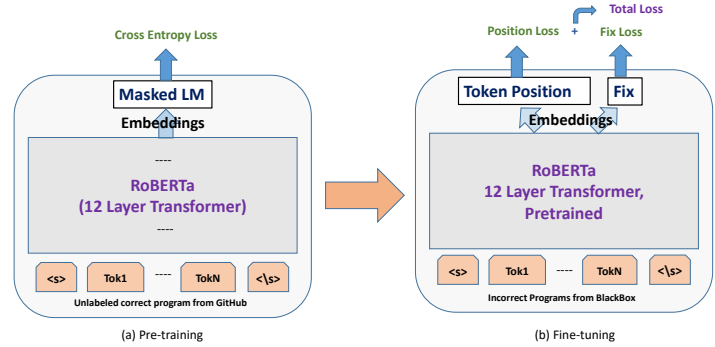 Cross Entropy Loss
Masked LM
Embeddings
----
RoBERTa
(12 Layer Transformer)
----
<s> Tok1 ---- TokN <\s>
Unlabeled correct program from GitHub
(a) Pre-training
Total Loss
Position Loss + Fix Loss
Token Position Fix
Embeddings
RoBERTa
12 Layer Transformer,
Pretrained
<s> Tok1 ---- TokN <\s>
Incorrect Programs from BlackBox
(b) Fine-tuning